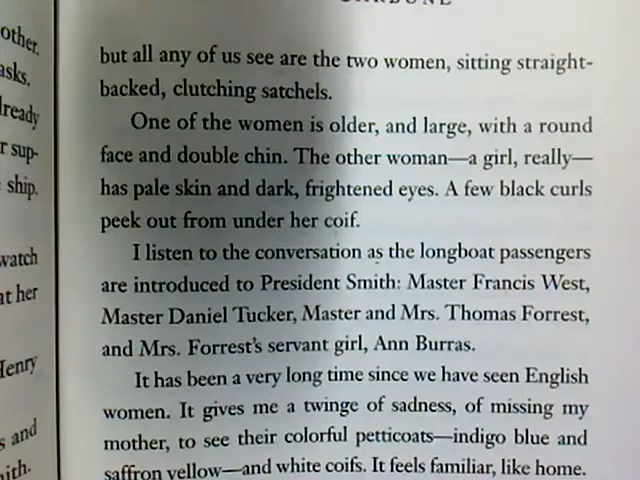 other.
asks.
lready
r sup-
ship.
watch
at her
Henry
s and
ith.
but all any of us see are the two women, sitting straight-
backed, clutching satchels.
One of the women is older, and large, with a round
face and double chin. The other woman—a girl, really—
has pale skin and dark, frightened eyes. A few black curls
peek out from under her coif.
I listen to the conversation as the longboat passengers
are introduced to President Smith: Master Francis West,
Master Daniel Tucker, Master and Mrs. Thomas Forrest,
and Mrs. Forrest's servant girl, Ann Burras.
It has been a very long time since we have seen English
women. It gives me a twinge of sadness, of missing my
mother, to see their colorful petticoats—indigo blue and
saffron yellow—and white coifs. It feels familiar, like home.